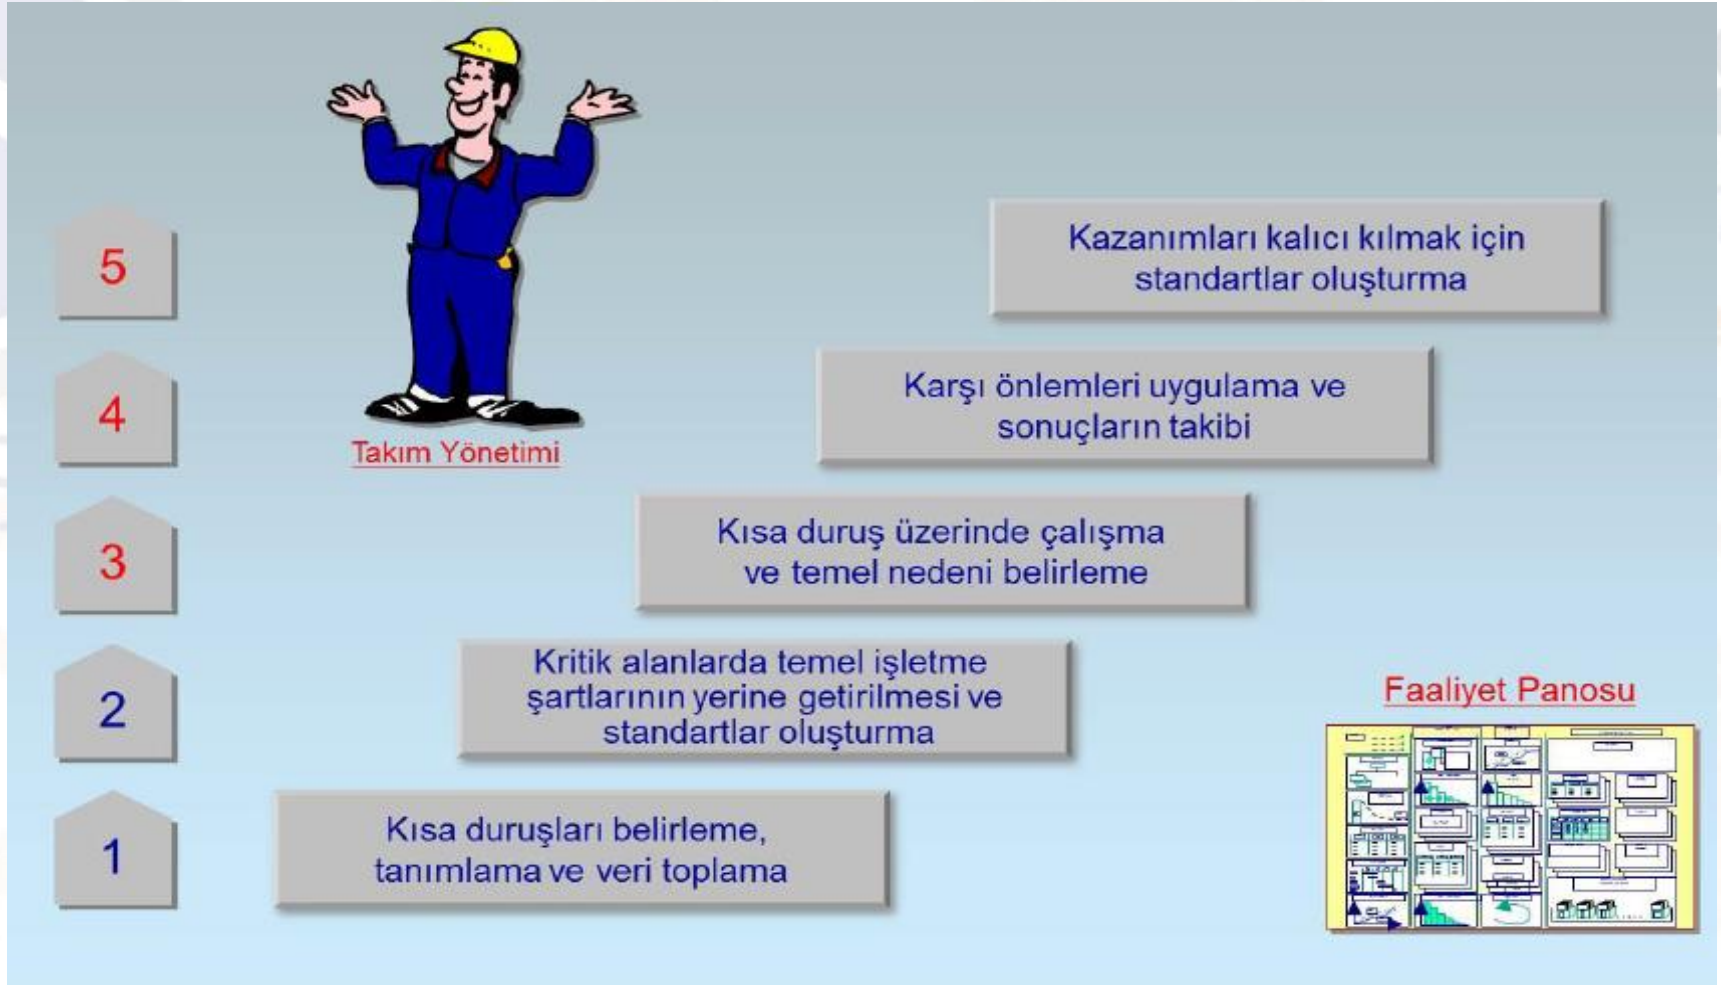 5
Kazanımları kalıcı kılmak için
standartlar oluşturma
4
Takım Yönetimi
Karşı önlemleri uygulama ve
sonuçların takibi
3
Kısa duruş üzerinde çalışma
ve temel nedeni belirleme
2
Kritik alanlarda temel işletme
şartlarının yerine getirilmesi ve
standartlar oluşturma
Faaliyet Panosu
1
Kısa duruşları belirleme,
tanımlama ve veri toplama